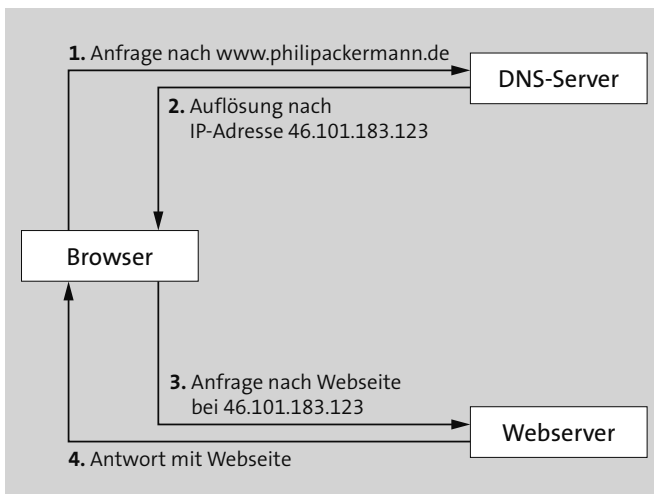 1. Anfrage nach www.philipackermann.de
DNS-Server
2. Auflösung nach
IP-Adresse 46.101.183.123
Browser
3. Anfrage nach Webseite
bei 46.101.183.123
Webserver
4. Antwort mit Webseite